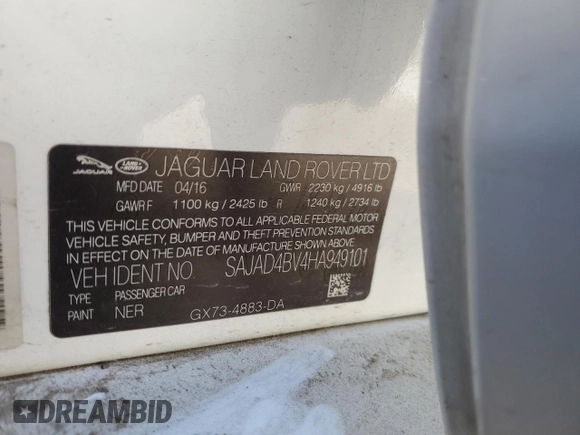 JAGUAR LAND ROVER JAGUAR LAND ROVER LTD
MFD DATE 04/16 GVWR 2230 kg / 4916 lb
GAWR F 1100 kg / 2425 lb R 1240 kg / 2734 lb
THIS VEHICLE CONFORMS TO ALL APPLICABLE FEDERAL MOTOR
VEHICLE SAFETY, BUMPER AND THEFT PREVENTION STANDARDS
IN EFFECT ON THE DATE OF MANUFACTURE SHOWN ABOVE.
VEH IDENT NO. SAJAD4BV4HA949101
TYPE PASSENGER CAR
PAINT NER GX73-4883-DA
DREAMBID